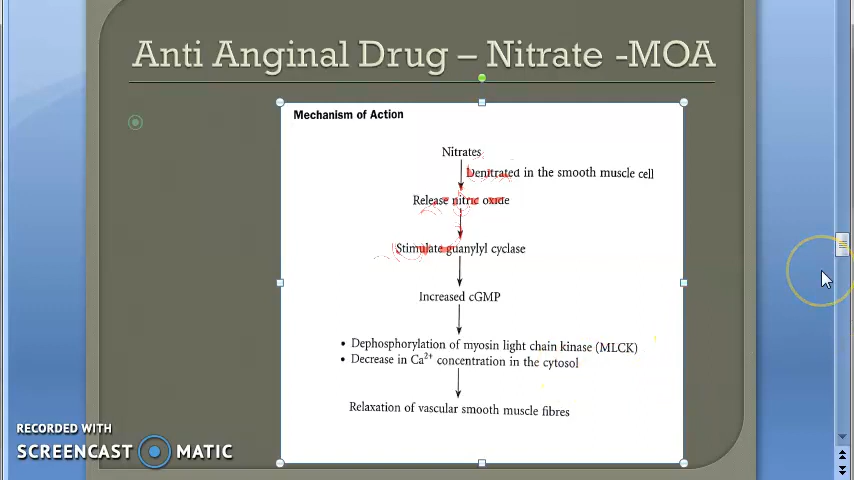 Anti Anginal Drug – Nitrate -MOA
Mechanism of Action
Nitrates
Denitrated in the smooth muscle cell
Release nitric oxide
Stimulate guanylyl cyclase
Increased cGMP
• Dephosphorylation of myosin light chain kinase (MLCK)
• Decrease in Ca²⁺ concentration in the cytosol
Relaxation of vascular smooth muscle fibres
RECORDED WITH
SCREENCAST MATIC